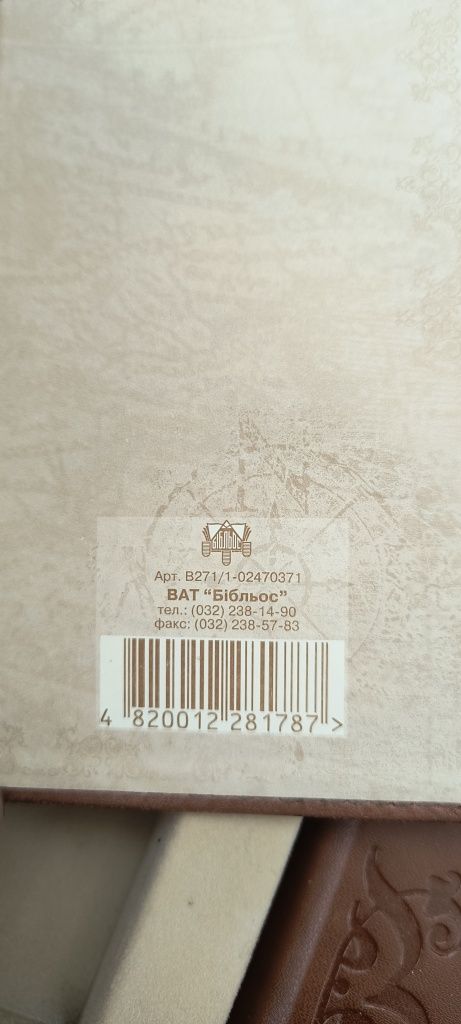 БІБЛЬОС
Арт. В271/1-02470371
ВАТ “Бібльос”
тел.: (032) 238-14-90
факс: (032) 238-57-83
4 820012 281787 >